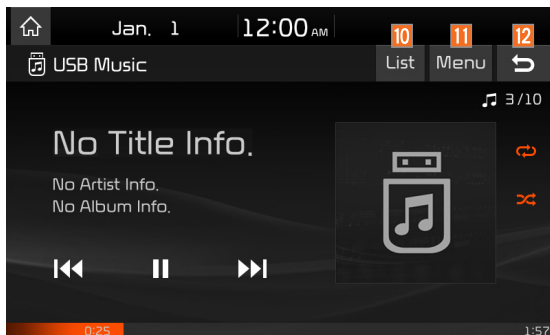 Jan. 1 12:00 AM
10 11 12
USB Music List Menu
3/10
No Title Info.
No Artist Info.
No Album Info.
0:25 1:57